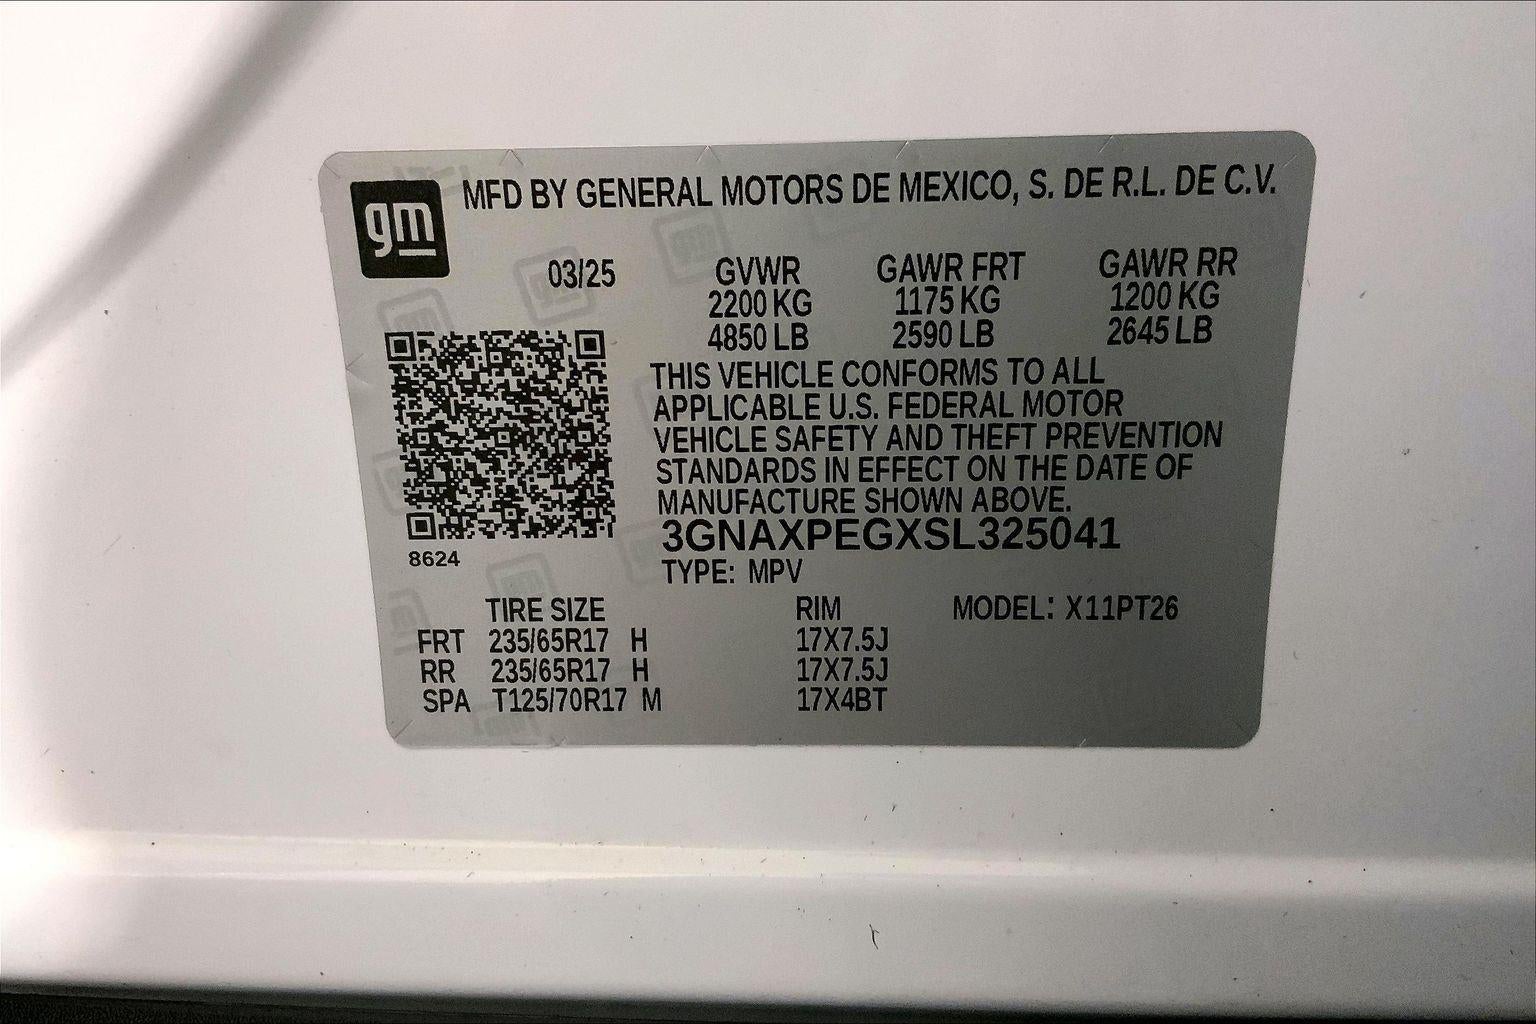 gm MFD BY GENERAL MOTORS DE MEXICO, S. DE R.L. DE C.V.
03/25 GVWR GAWR FRT GAWR RR
2200 KG 1175 KG 1200 KG
4850 LB 2590 LB 2645 LB
THIS VEHICLE CONFORMS TO ALL
APPLICABLE U.S. FEDERAL MOTOR
VEHICLE SAFETY AND THEFT PREVENTION
STANDARDS IN EFFECT ON THE DATE OF
MANUFACTURE SHOWN ABOVE.
3GNAXPEGXSL325041
8624
TYPE: MPV
TIRE SIZE RIM MODEL: X11PT26
FRT 235/65R17 H 17X7.5J
RR 235/65R17 H 17X7.5J
SPA T125/70R17 M 17X4BT